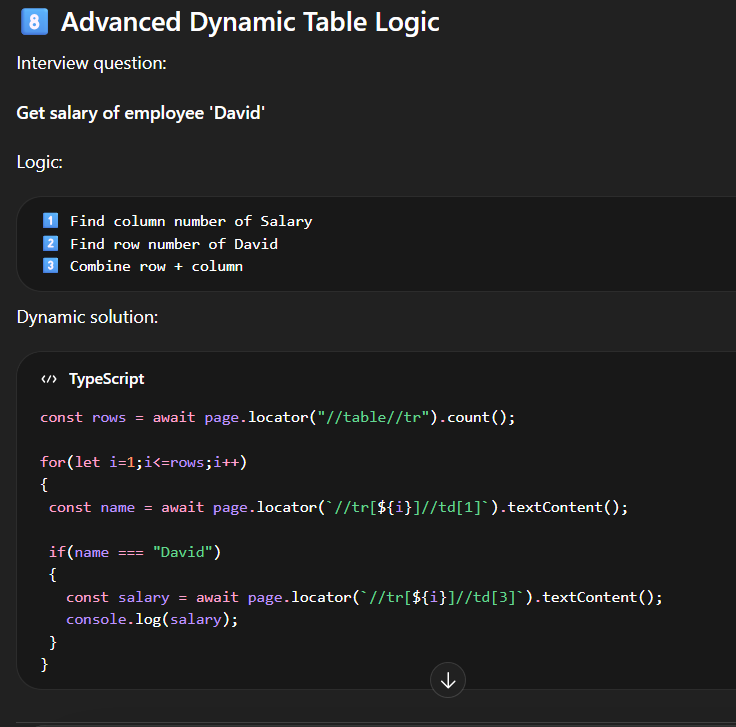 8️⃣ Advanced Dynamic Table Logic
Interview question:
Get salary of employee 'David'
Logic:
1️⃣ Find column number of Salary
2️⃣ Find row number of David
3️⃣ Combine row + column
Dynamic solution:
</> TypeScript
const rows = await page.locator("//table//tr").count();
for(let i=1;i<=rows;i++)
{
const name = await page.locator(`//tr[${i}]//td[1]`).textContent();
if(name === "David")
{
const salary = await page.locator(`//tr[${i}]//td[3]`).textContent();
console.log(salary);
}
}